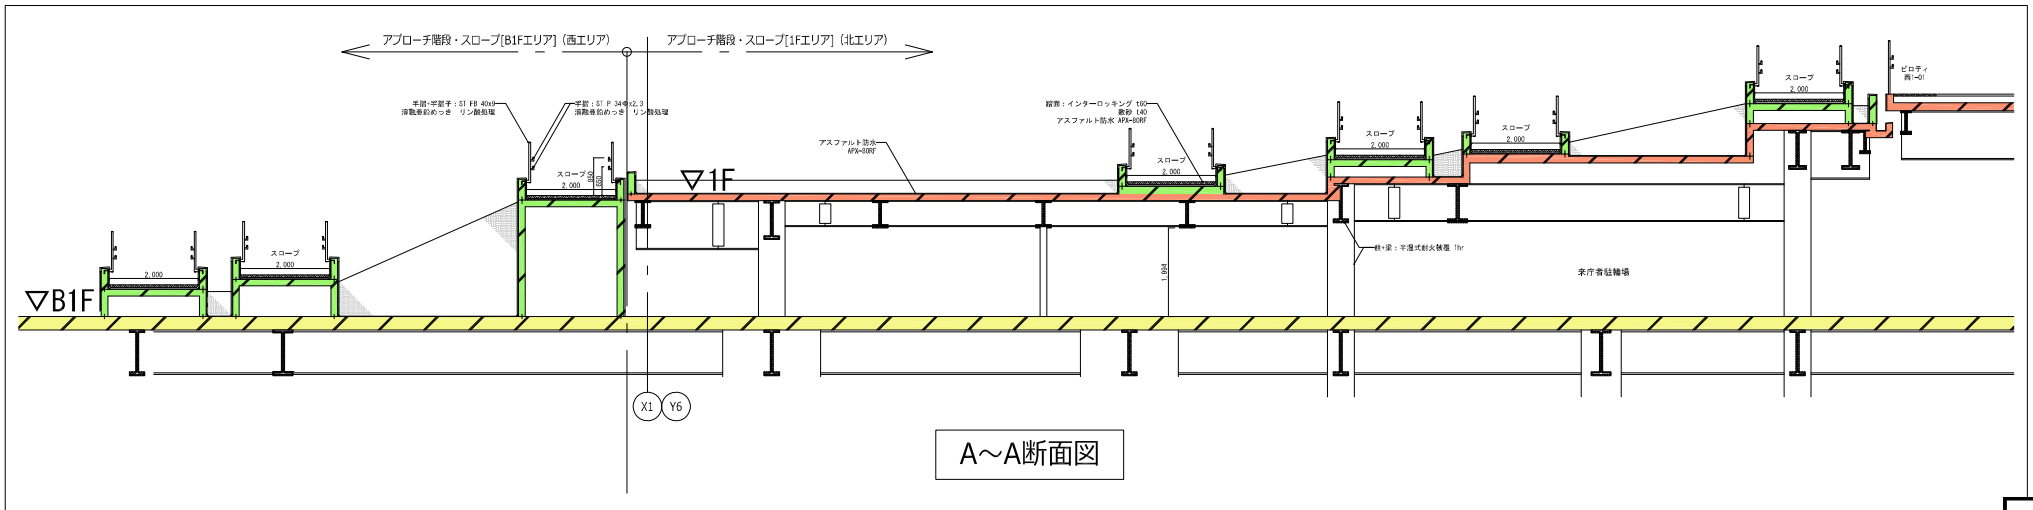 アプローチ階段・スロープ[B1Fエリア] (西エリア)
アプローチ階段・スロープ[1Fエリア] (北エリア)
手摺+手摺子：ST FB 40x9
溶融亜鉛めっき リン酸処理
手摺：ST P 34Φx2.3
溶融亜鉛めっき リン酸処理
踏面：インターロッキング t60
敷砂 t40
アスファルト防水 APX-80RF
アスファルト防水
APX-80RF
ピロティ
西1-01
スロープ
2,000
スロープ
2,000
スロープ
2,000
スロープ
2,000
スロープ
2,000
850
650
▽1F
スロープ
2,000
2,000
▽B1F
1,994
柱+梁：半湿式耐火被覆 1hr
来庁者駐輪場
X1
Y6
A～A断面図